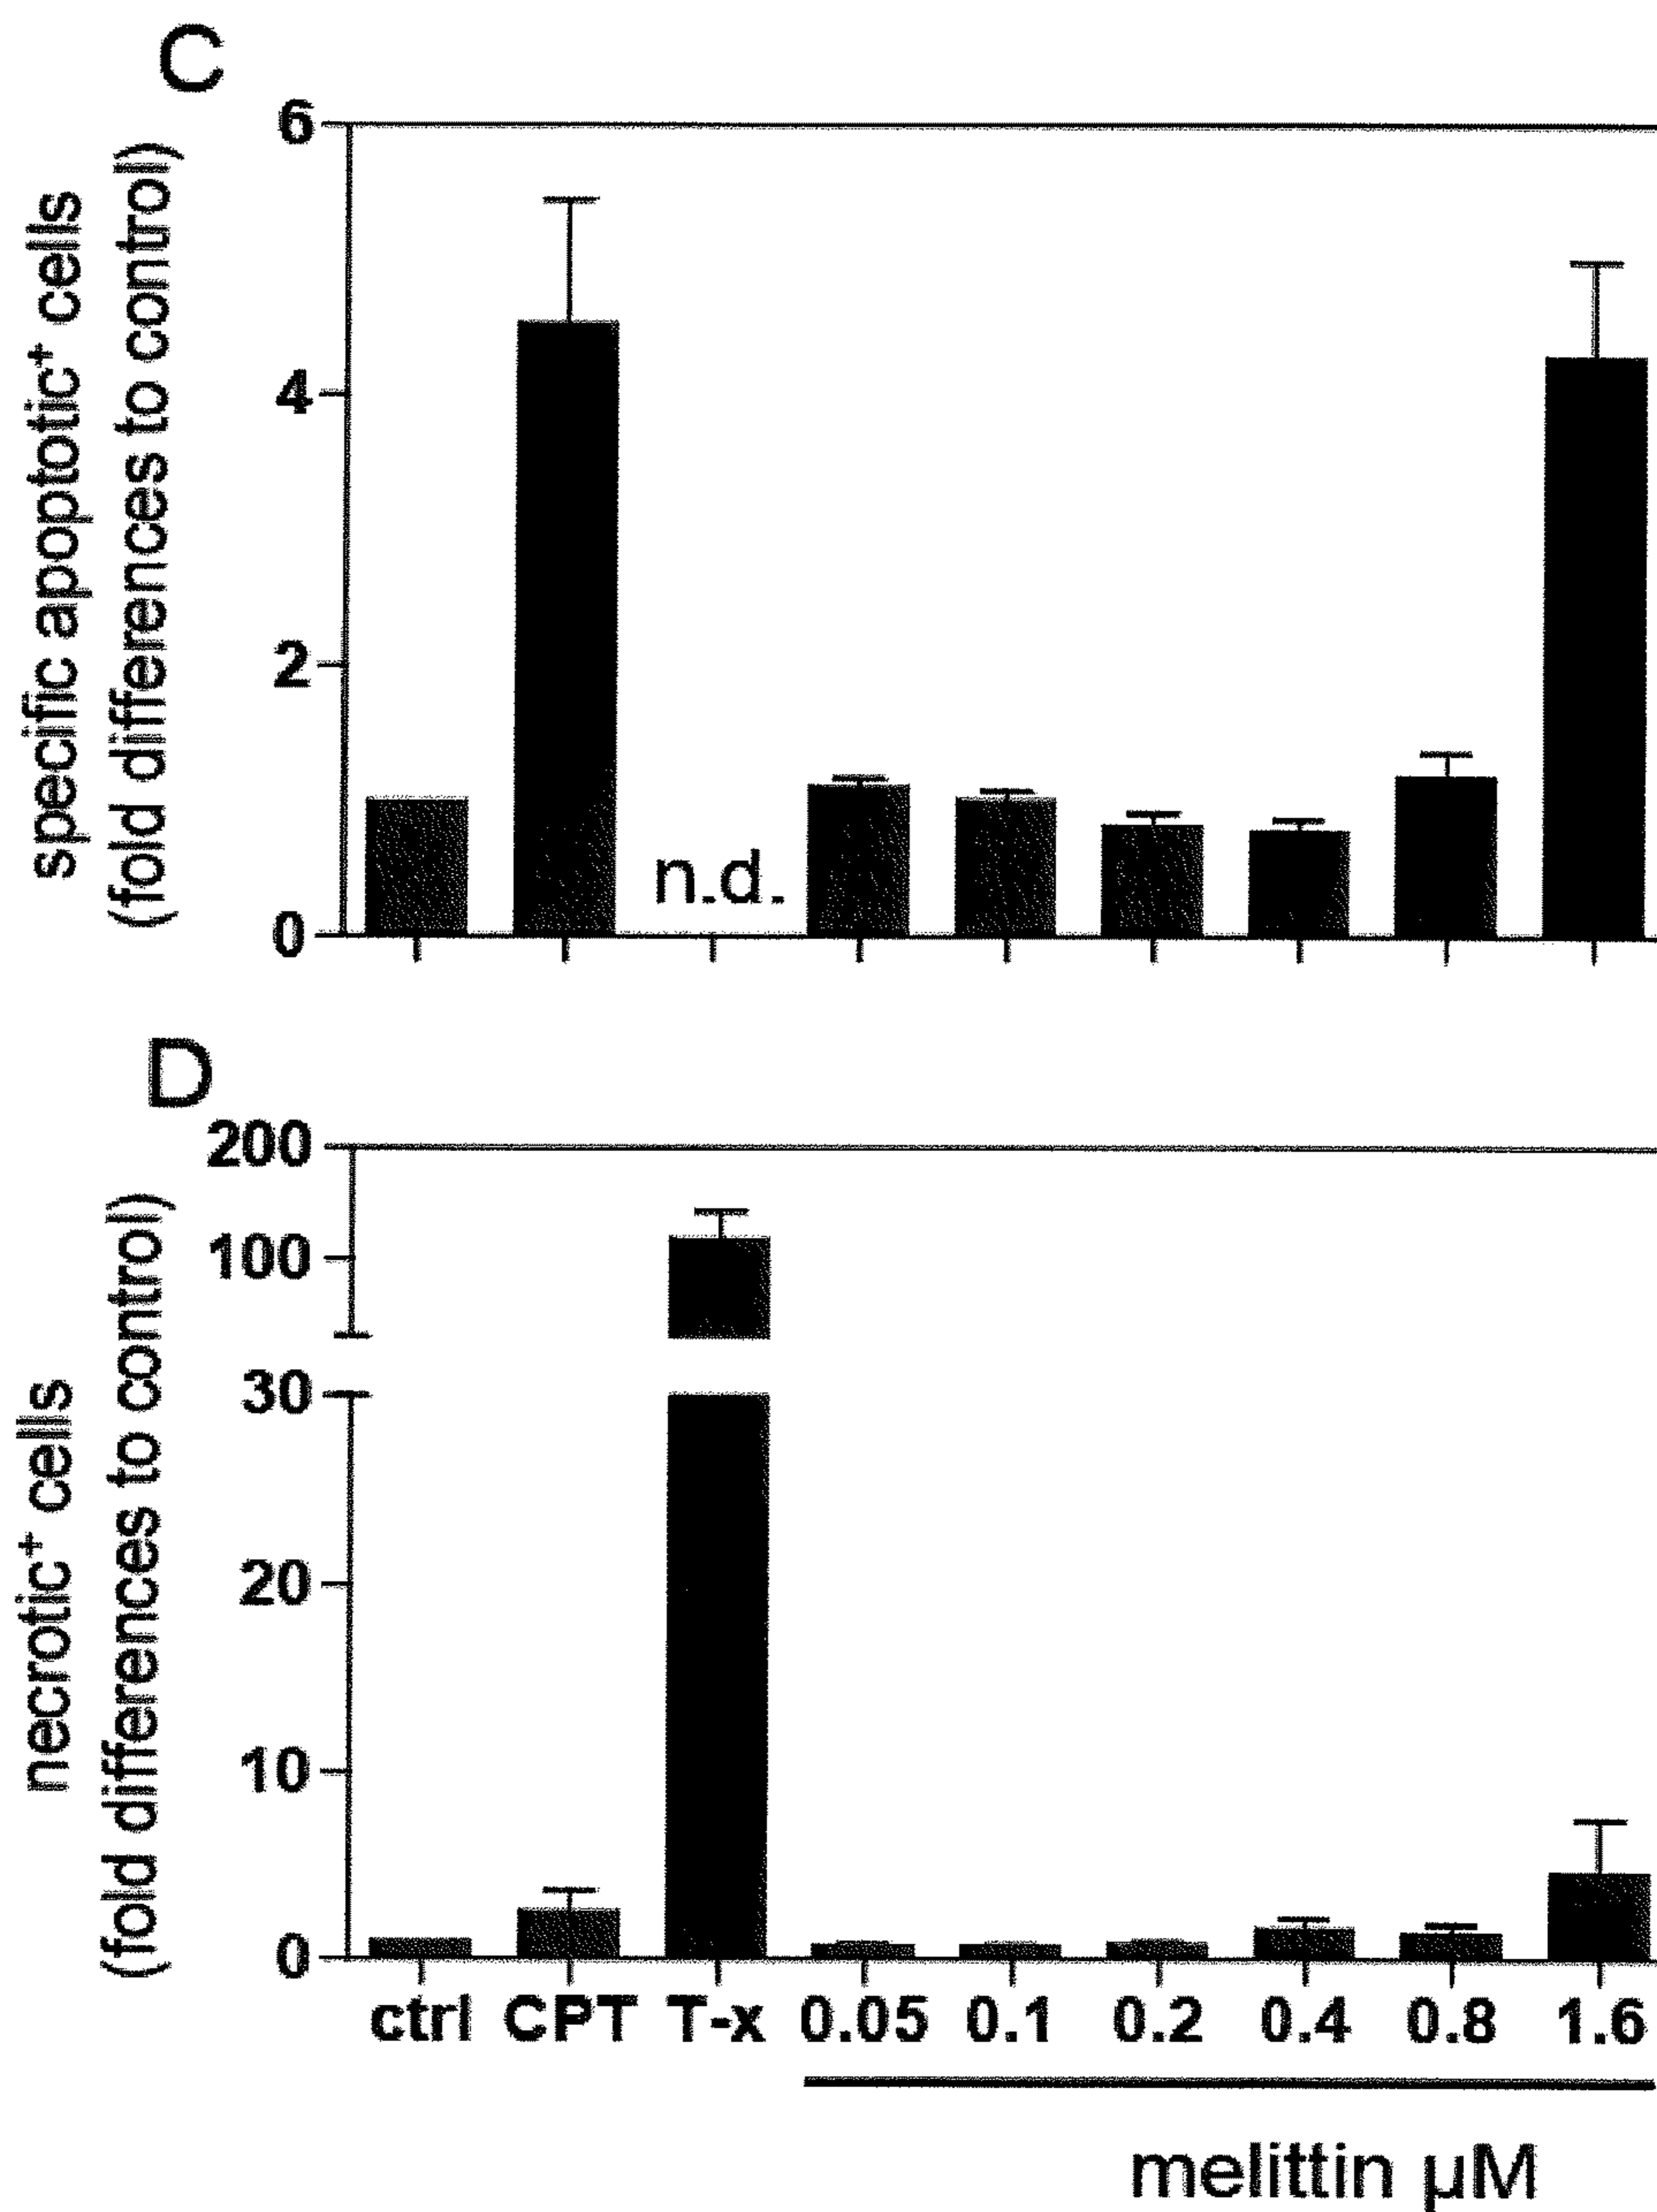 C
specific apoptotic⁺ cells
(fold differences to control)
6
4
2
0
n.d.
D
necrotic⁺ cells
(fold differences to control)
200
100
30
20
10
0
ctrl CPT T-x 0.05 0.1 0.2 0.4 0.8 1.6
melittin µM